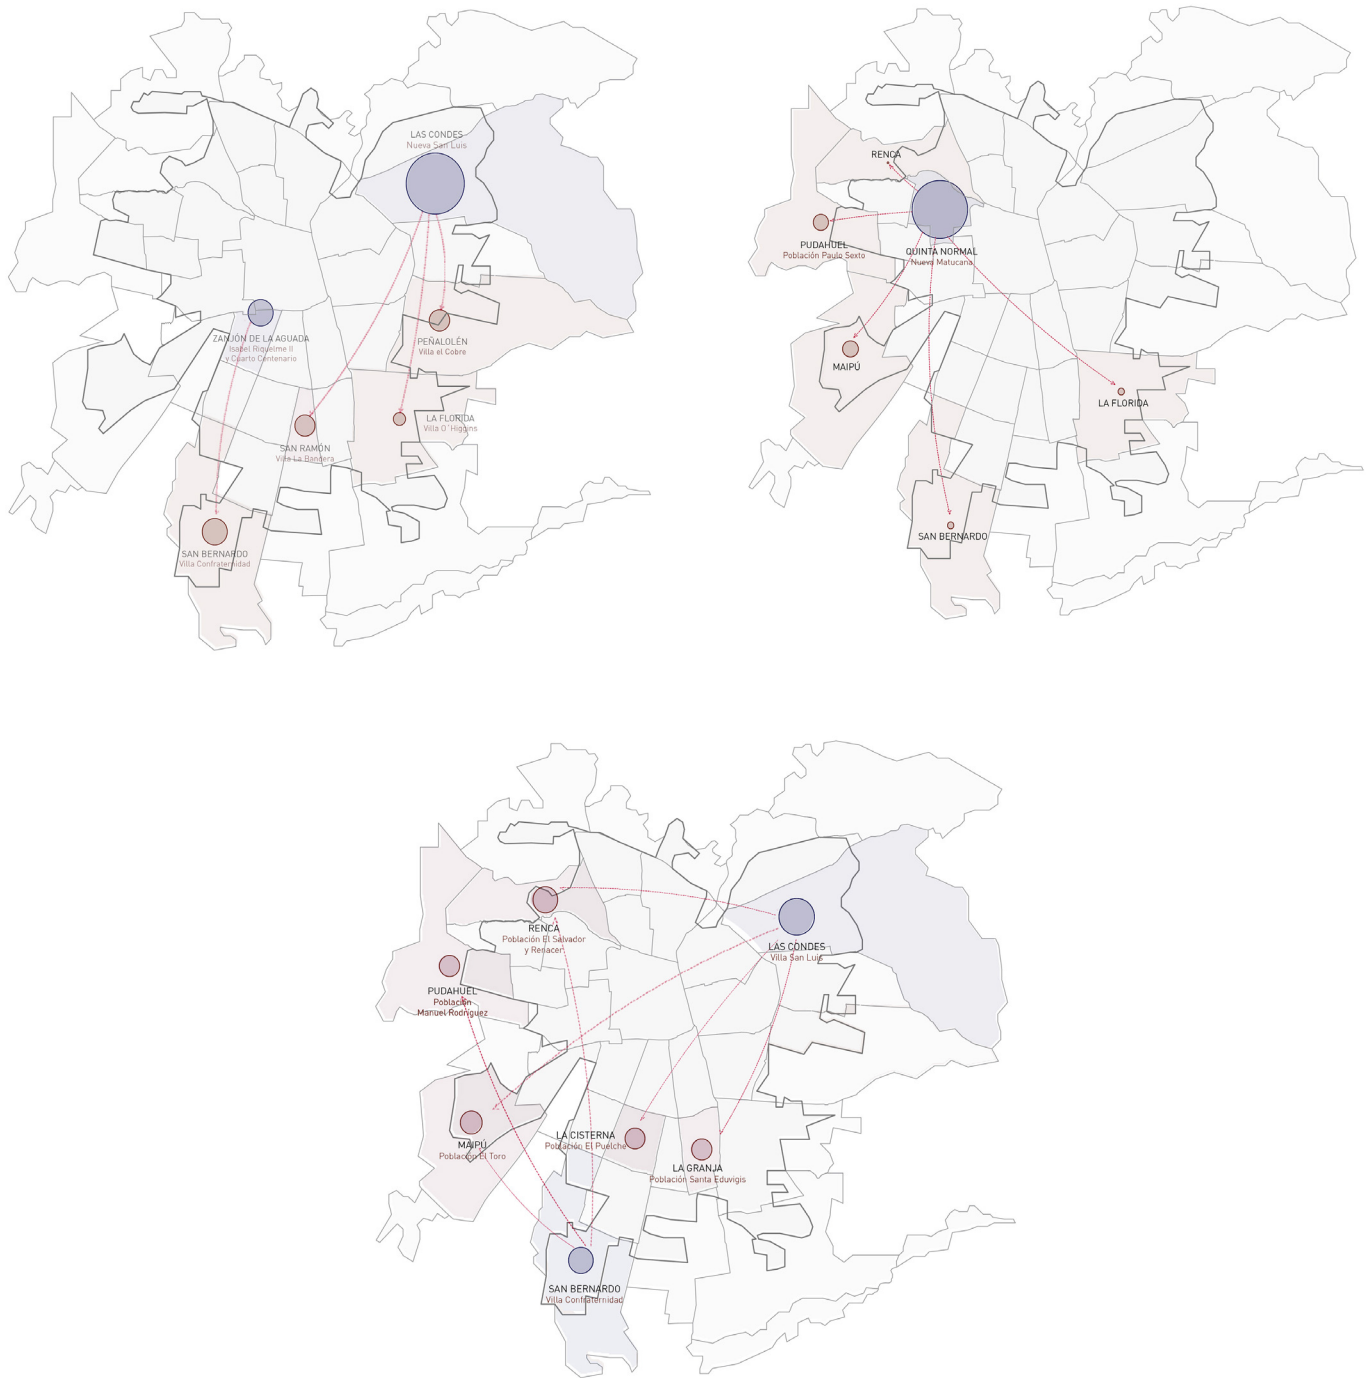 LAS CONDES
Nueva San Luis
ZANJÓN DE LA AGUADA
Isabel Riquelme II
y Cuarto Centenario
PEÑALOLÉN
Villa el Cobre
LA FLORIDA
Villa O´Higgins
SAN RAMÓN
Villa La Bandera
SAN BERNARDO
Villa Confraternidad
RENCA
PUDAHUEL
Población Paulo Sexto
QUINTA NORMAL
Nueva Matucana
MAIPÚ
LA FLORIDA
SAN BERNARDO
RENCA
Población El Salvador
y Renacer
LAS CONDES
Villa San Luis
PUDAHUEL
Población
Manuel Rodríguez
MAIPÚ
Población El Toro
LA CISTERNA
Población El Puelche
LA GRANJA
Población Santa Eduvigis
SAN BERNARDO
Villa Confraternidad